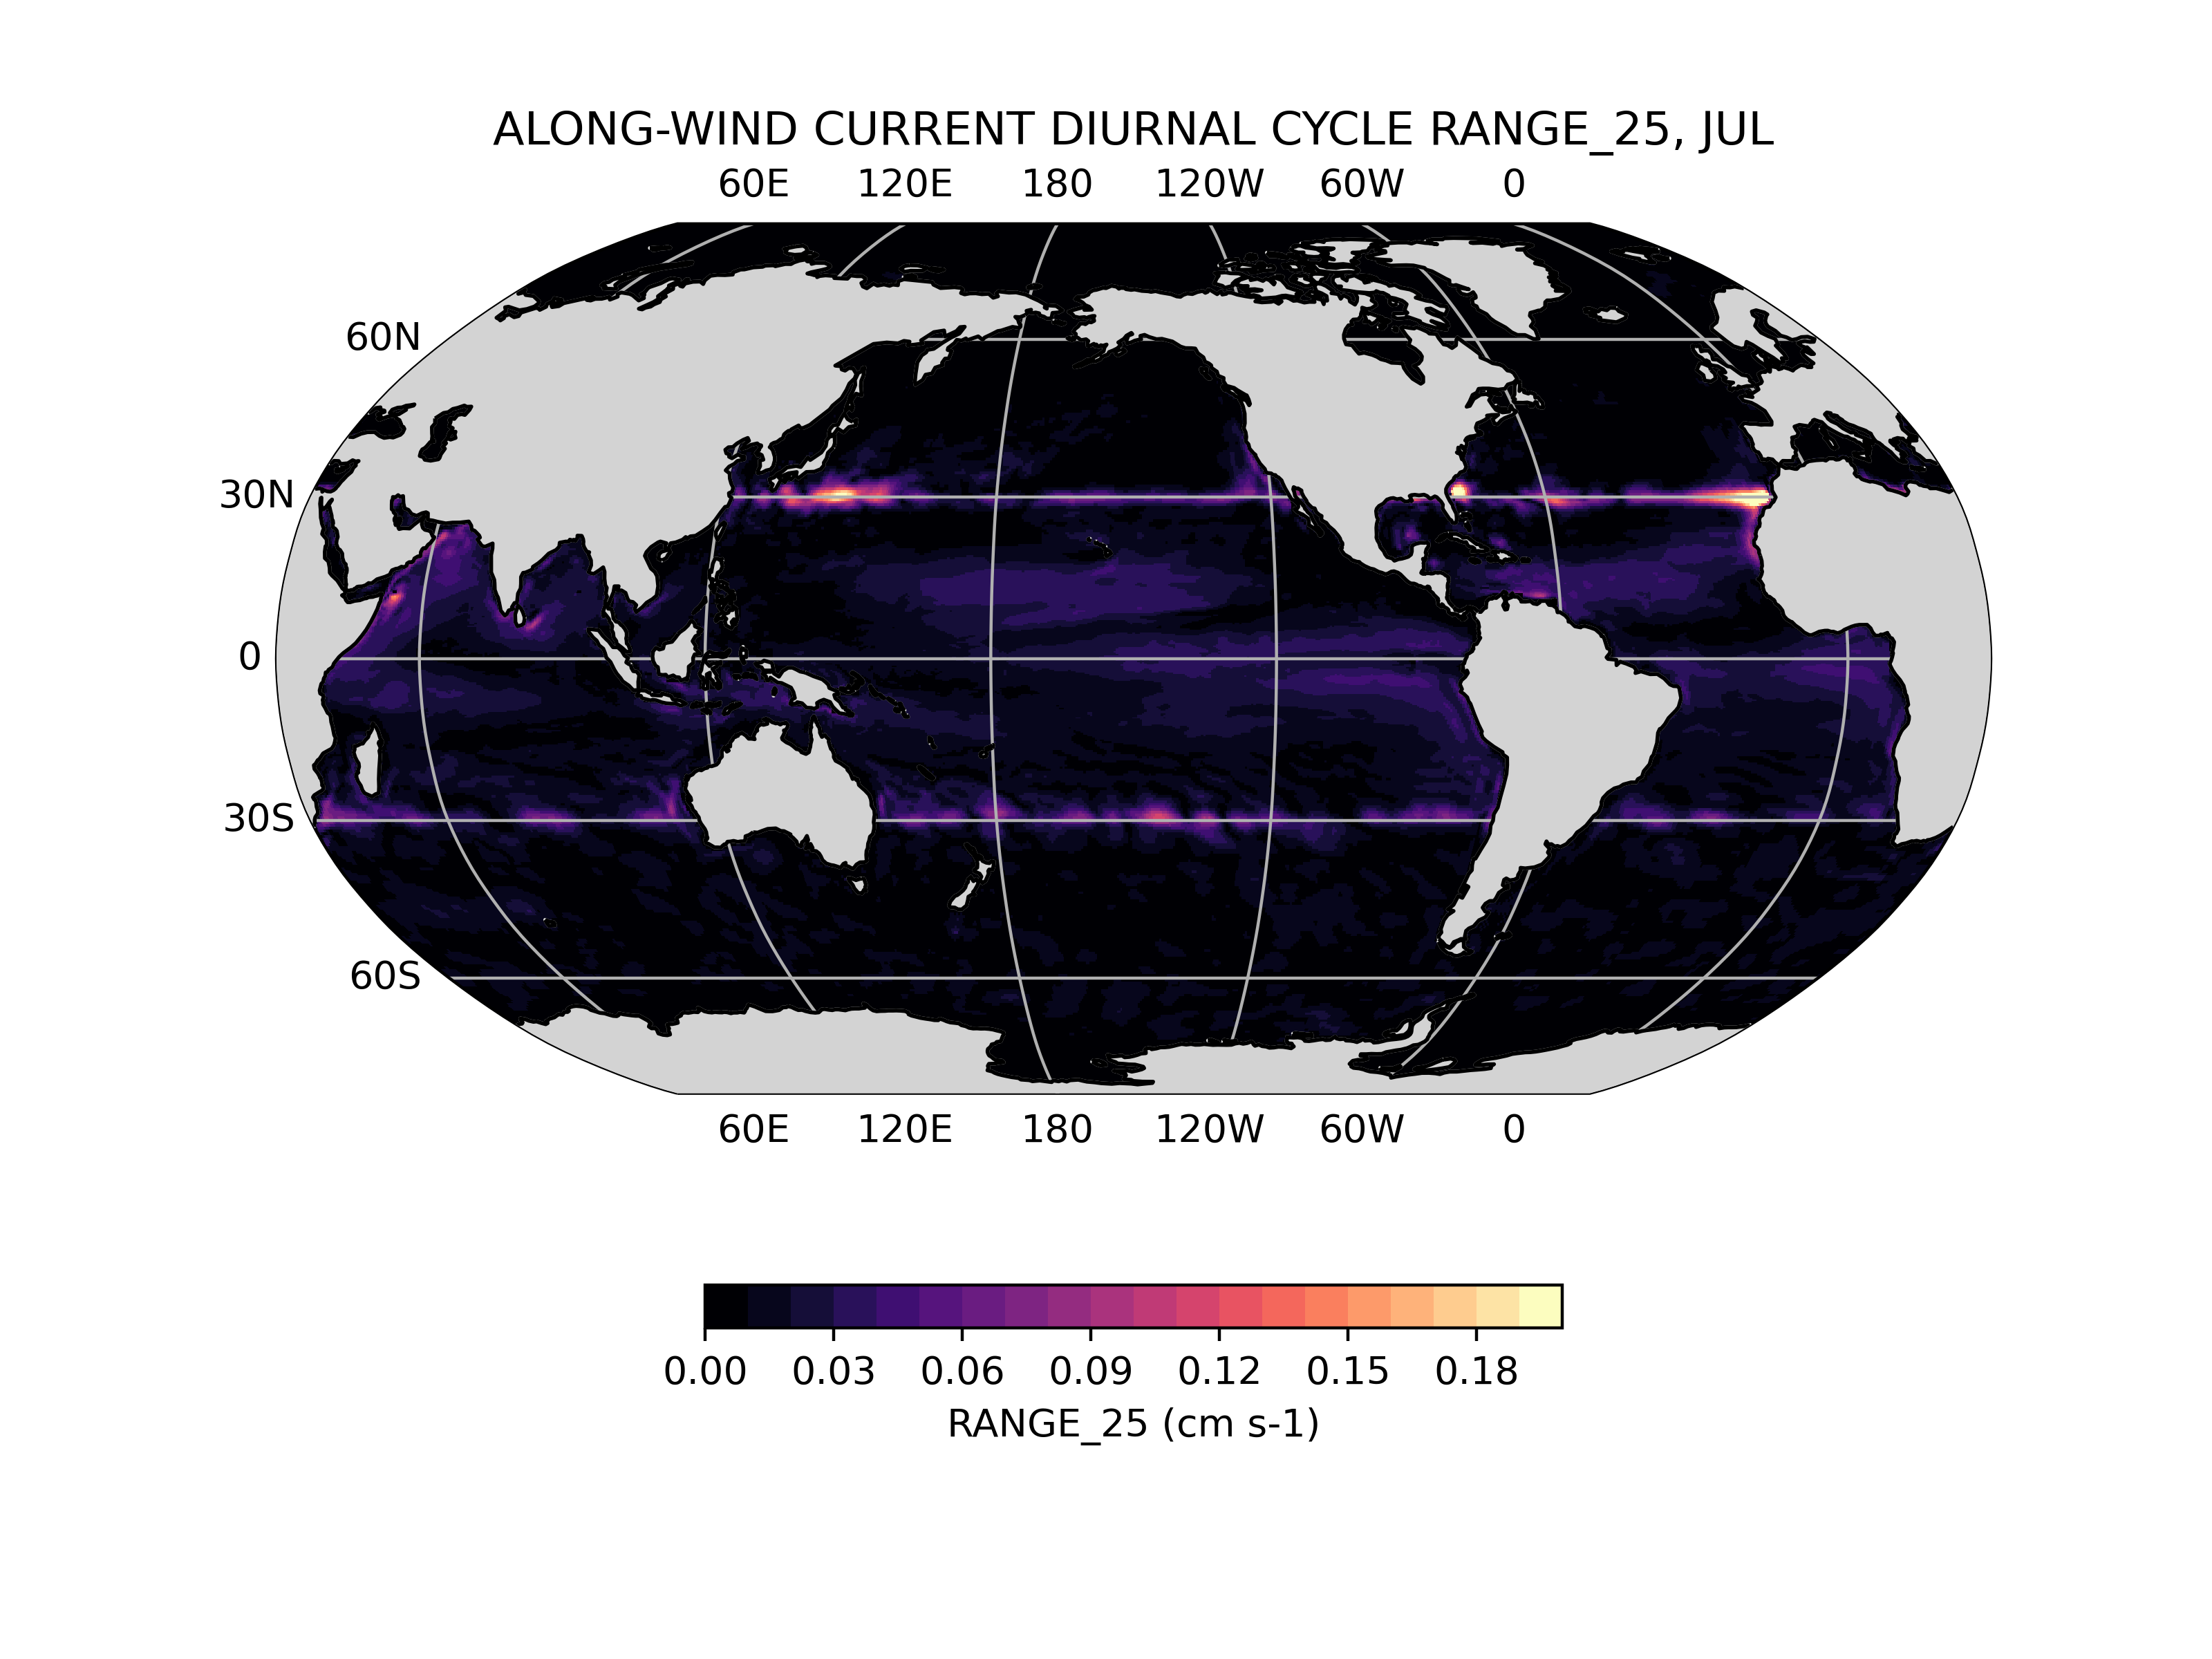 ALONG-WIND CURRENT DIURNAL CYCLE RANGE_25, JUL
60E 120E 180 120W 60W 0
60N
30N
0
30S
60S
60E 120E 180 120W 60W 0
0.00 0.03 0.06 0.09 0.12 0.15 0.18
RANGE_25 (cm s-1)